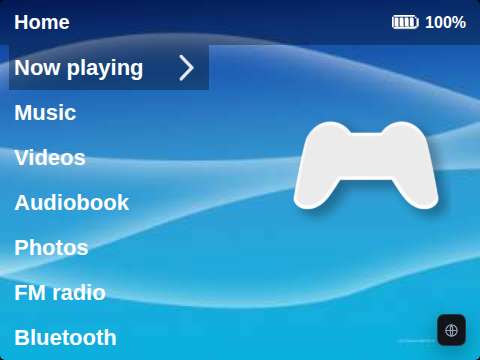 Home
100%
Now playing
Music
Videos
Audiobook
Photos
FM radio
Bluetooth